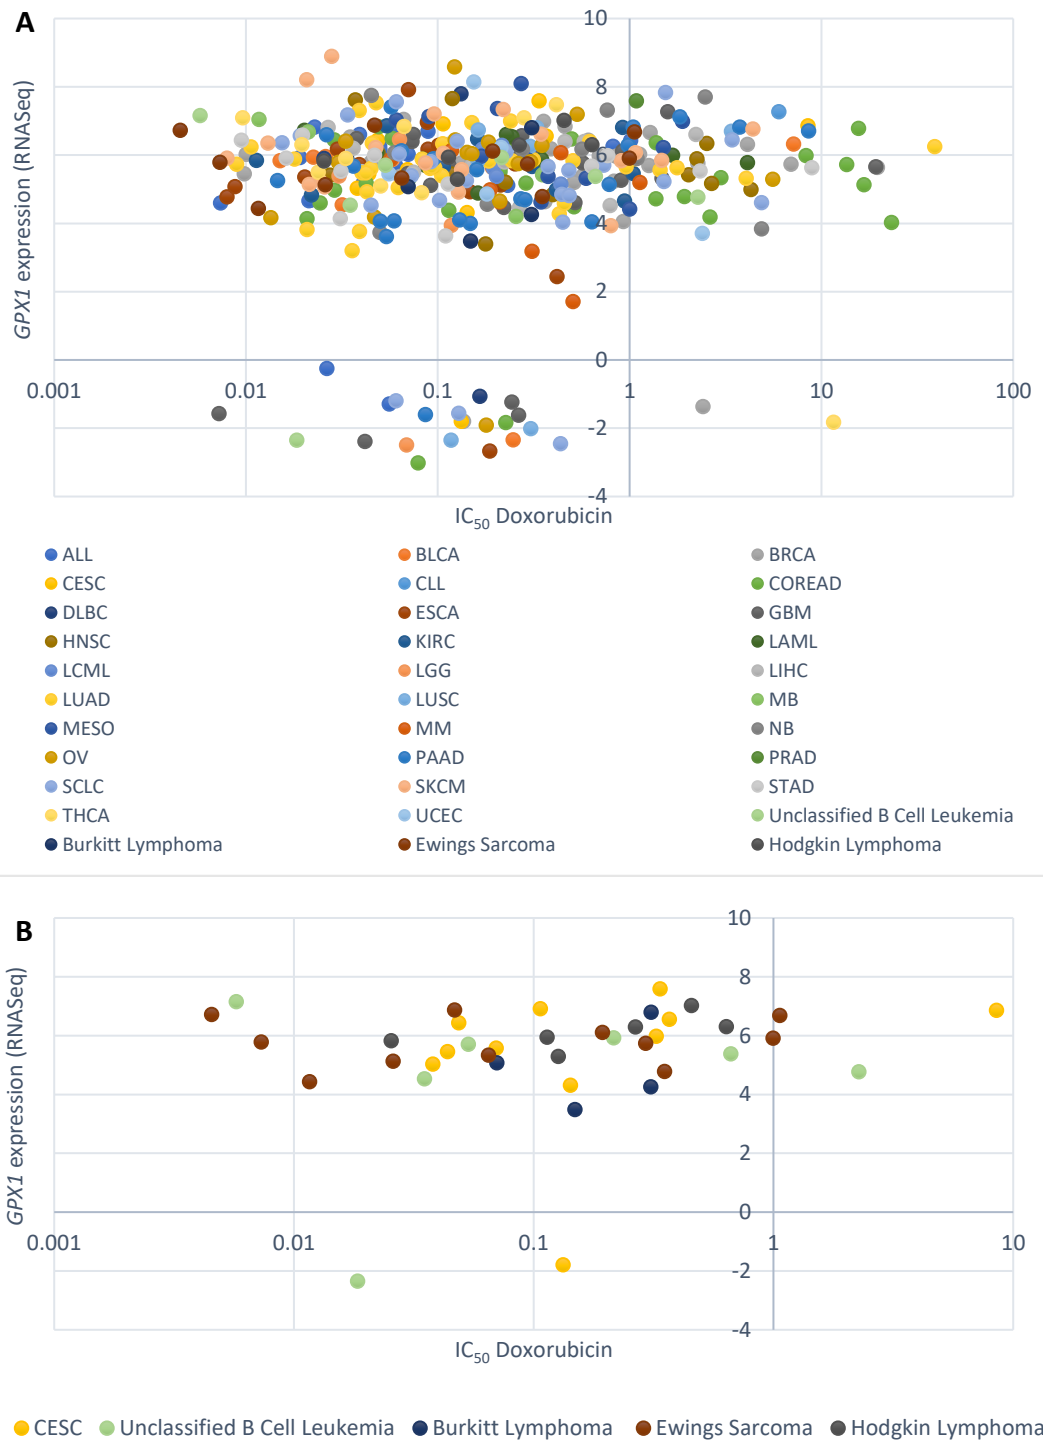 A
10
8
6
4
2
0
-2
-4
0.001 0.01 0.1 1 10 100
GPX1 expression (RNASeq)
IC50 Doxorubicin
ALL BLCA BRCA
CESC CLL COREAD
DLBC ESCA GBM
HNSC KIRC LAML
LCML LGG LIHC
LUAD LUSC MB
MESO MM NB
OV PAAD PRAD
SCLC SKCM STAD
THCA UCEC Unclassified B Cell Leukemia
Burkitt Lymphoma Ewings Sarcoma Hodgkin Lymphoma
B
10
8
6
4
2
0
-2
-4
0.001 0.01 0.1 1 10
GPX1 expression (RNASeq)
IC50 Doxorubicin
CESC Unclassified B Cell Leukemia Burkitt Lymphoma Ewings Sarcoma Hodgkin Lymphoma